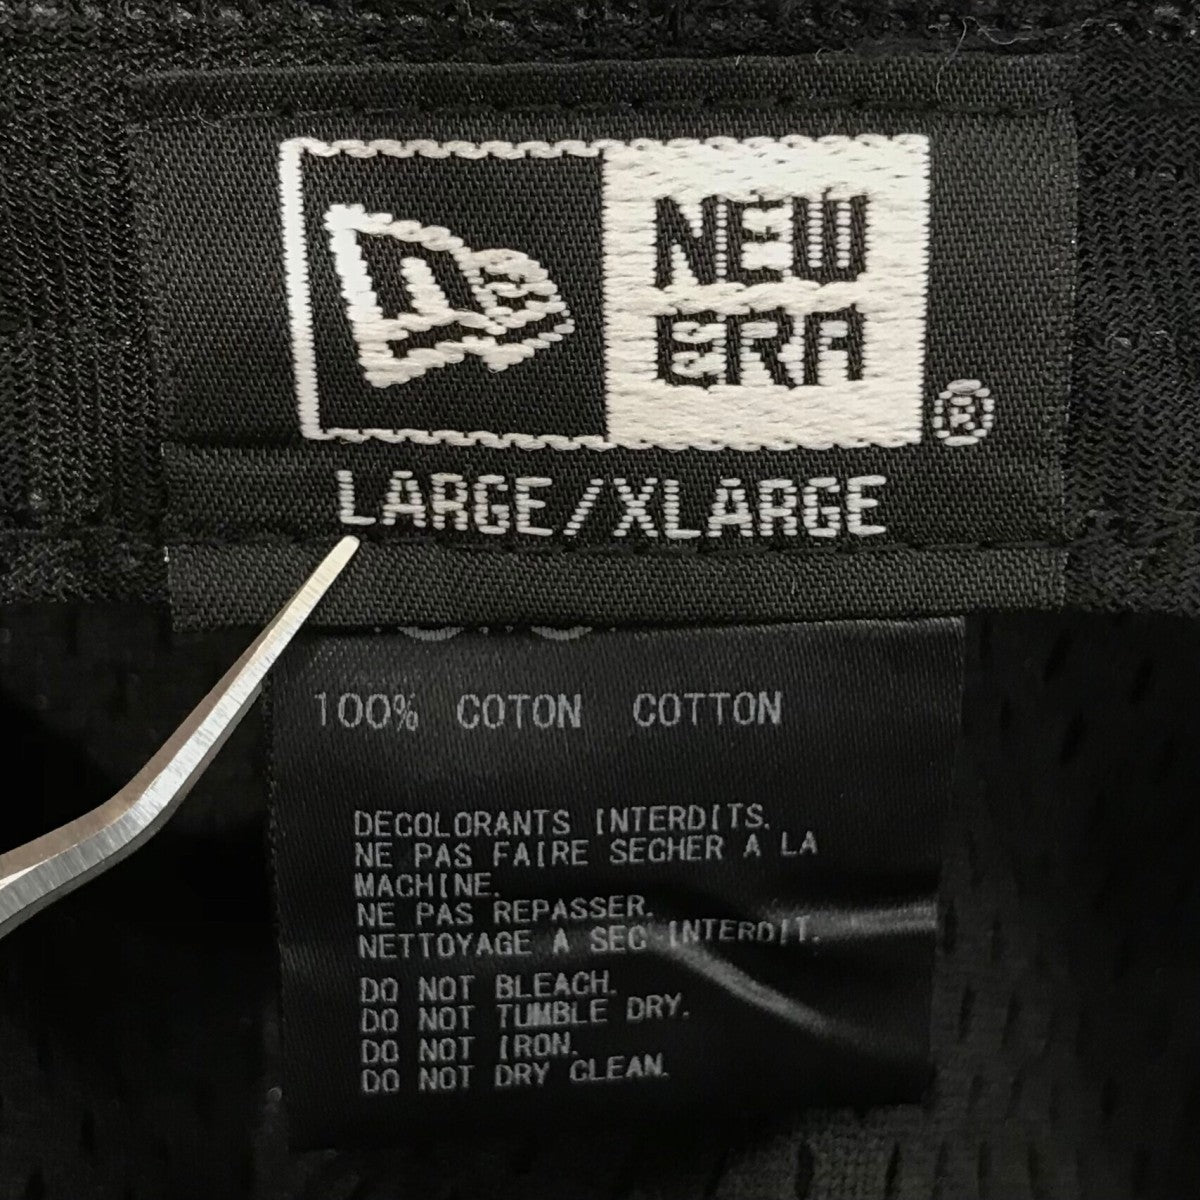 NEW
ERA
®
LARGE/XLARGE
100% COTON COTTON
DECOLORANTS INTERDITS.
NE PAS FAIRE SECHER A LA
MACHINE.
NE PAS REPASSER.
NETTOYAGE A SEC INTERDIT.
DO NOT BLEACH.
DO NOT TUMBLE DRY.
DO NOT IRON.
DO NOT DRY CLEAN.